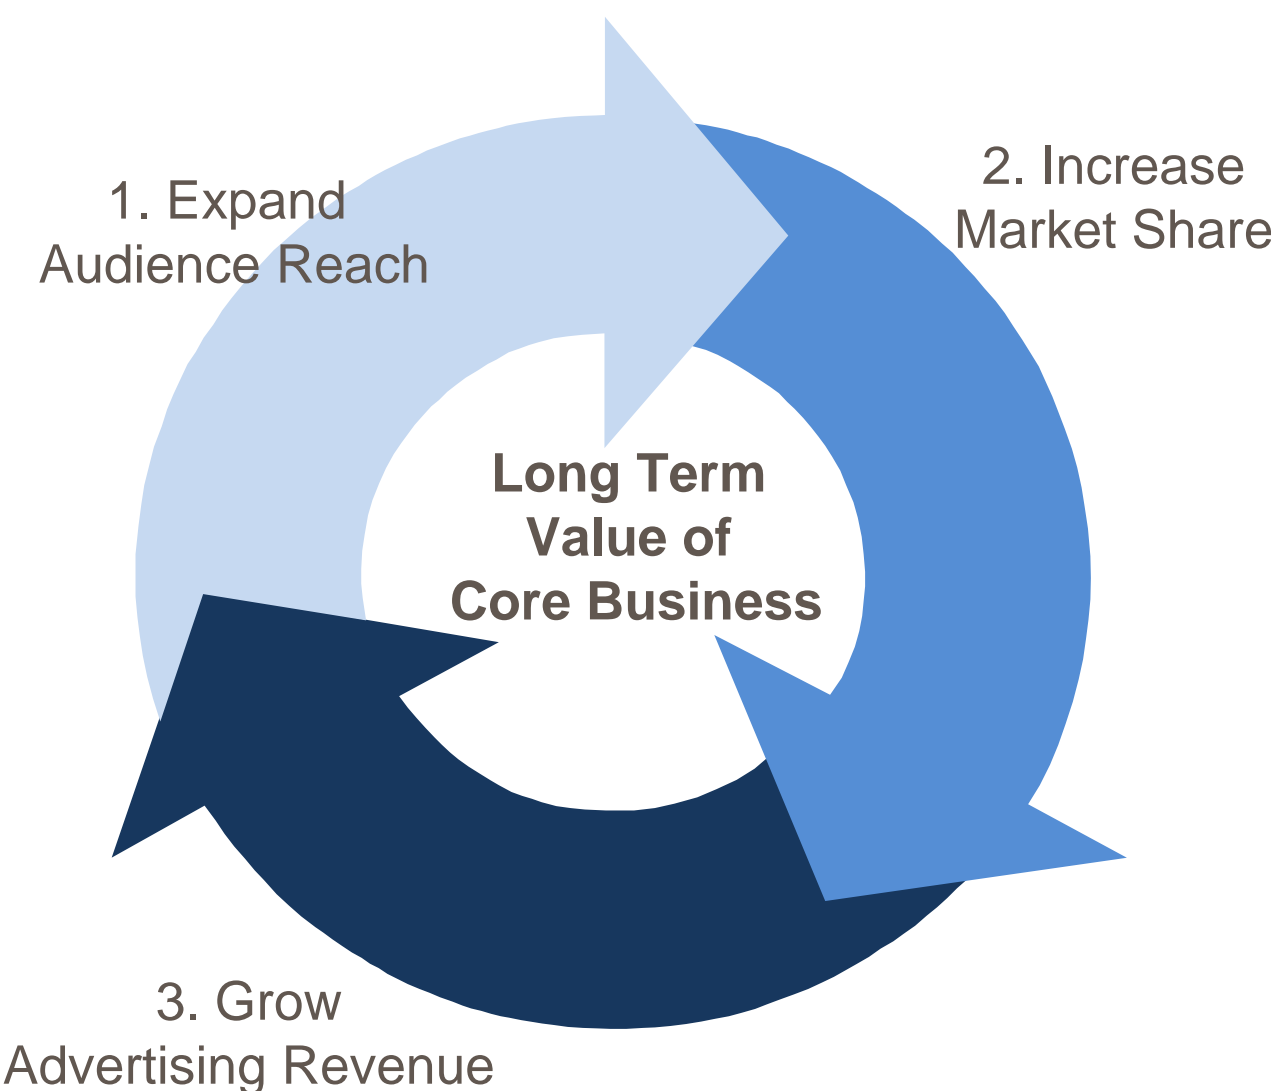 1. Expand
Audience Reach
2. Increase
Market Share
Long Term
Value of
Core Business
3. Grow
Advertising Revenue